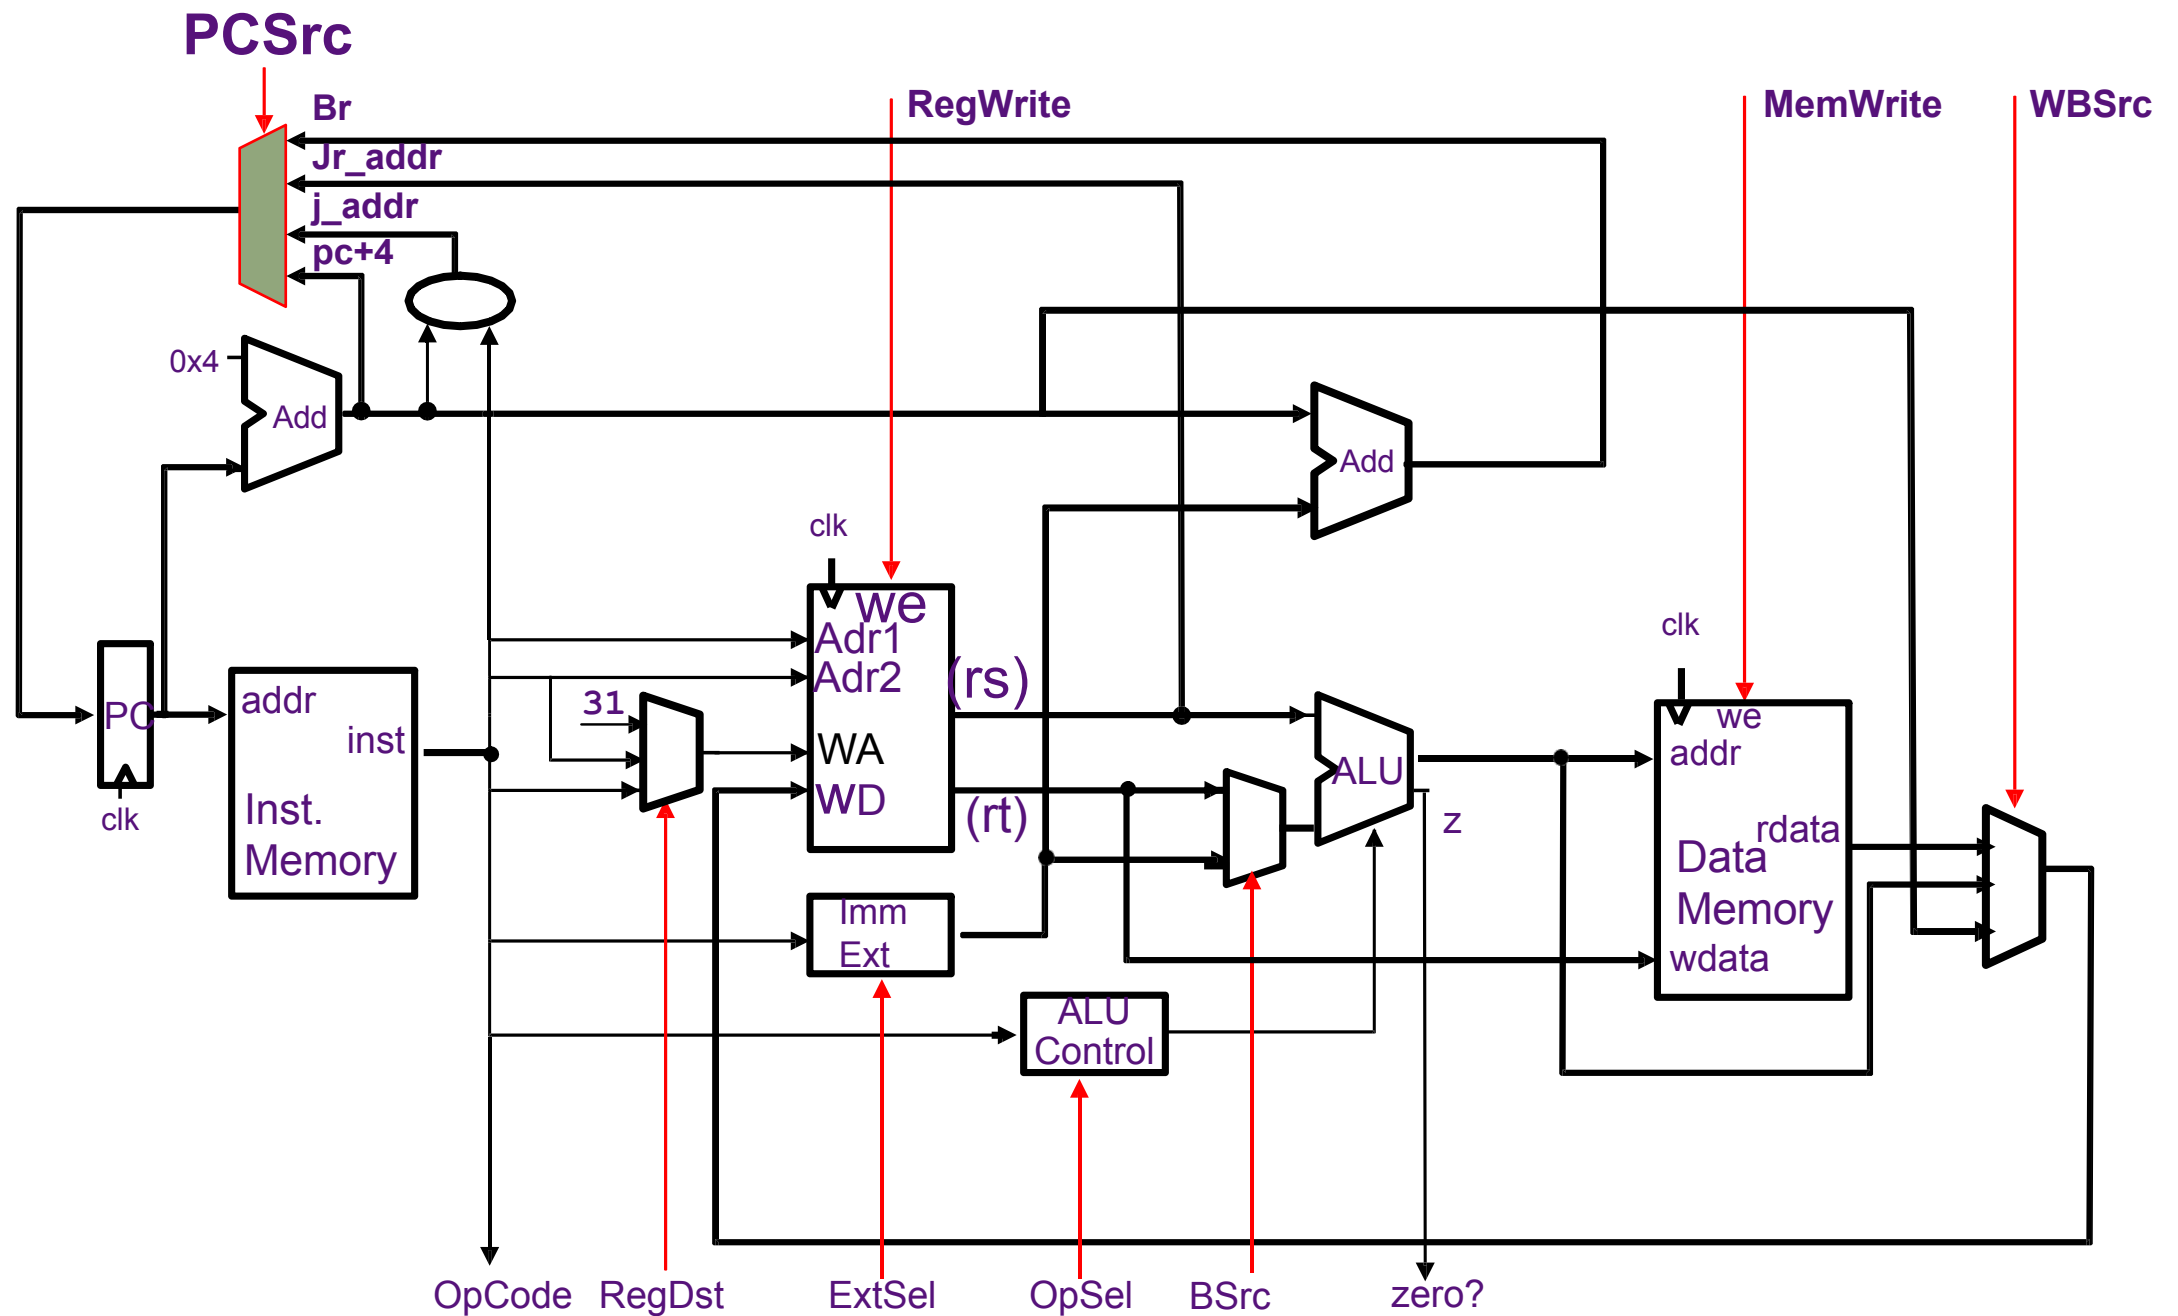 PCSrc
Br
RegWrite
MemWrite
WBSrc
Jr_addr
j_addr
pc+4
0x4
Add
Add
clk
we
Adr1
Adr2
(rs)
clk
31
we
addr
PC
addr
inst
WA
ALU
WD
(rt)
z
rdata
clk
Inst.
Memory
Data
Memory
Imm
Ext
wdata
ALU
Control
OpCode
RegDst
ExtSel
OpSel
BSrc
zero?